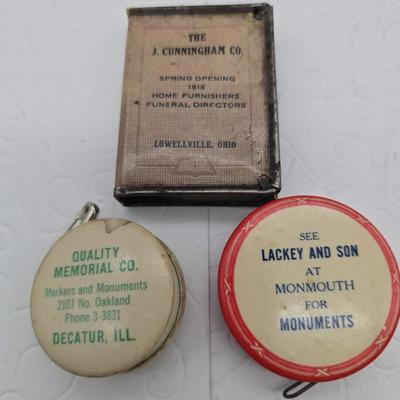 THE
J. CUNNINGHAM CO.
SPRING OPENING
1918
HOME FURNISHERS
FUNERAL DIRECTORS
LOWELLVILLE, OHIO
QUALITY
MEMORIAL CO.
Markers and Monuments
2101 No. Oakland
Phone 3-3831
DECATUR, ILL.
SEE
LACKEY AND SON
AT
MONMOUTH
FOR
MONUMENTS